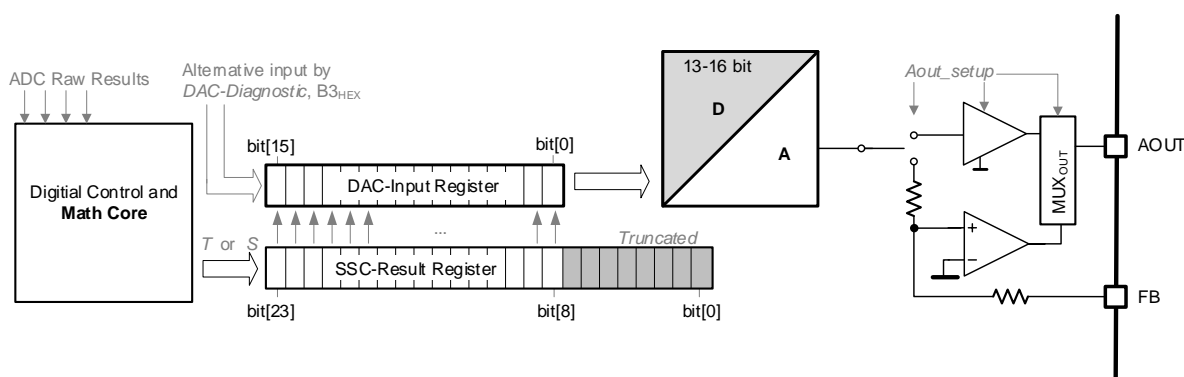 ADC Raw Results
Alternative input by
DAC-Diagnostic, B3HEX
13-16 bit
D
A
Aout_setup
bit[15]
bit[0]
Digitial Control and
Math Core
DAC-Input Register
MUXOUT
AOUT
T or S
...
Truncated
SSC-Result Register
+
−
bit[23]
bit[8]
bit[0]
FB